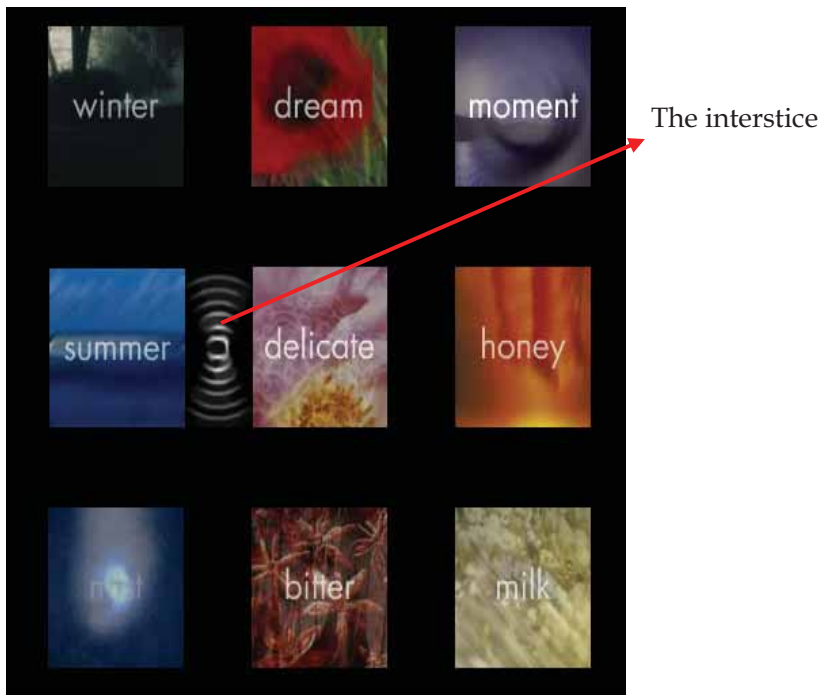 winter
dream
moment
The interstice
summer
delicate
honey
bitter
milk